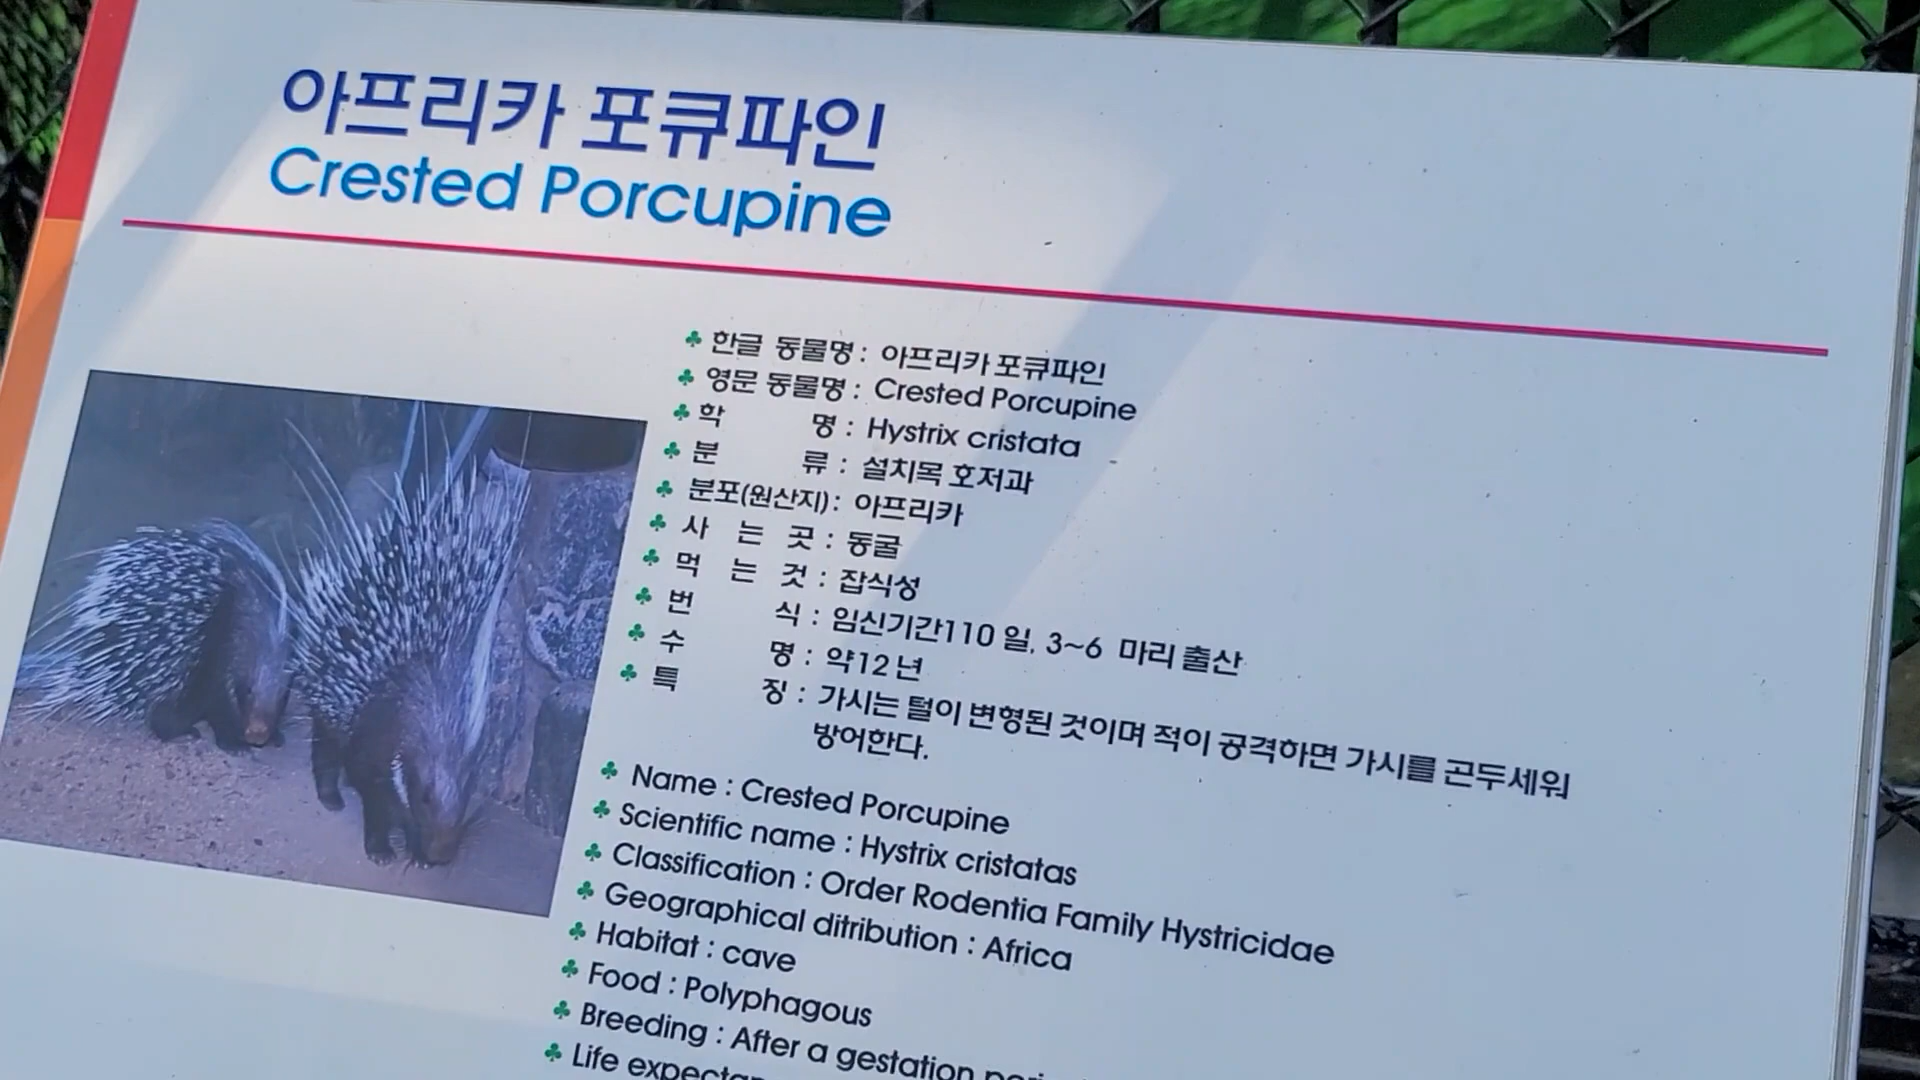 아프리카 포큐파인
Crested Porcupine
♣ 한글 동물명 : 아프리카 포큐파인
♣ 영문 동물명 : Crested Porcupine
♣ 학 명 : Hystrix cristata
♣ 분 류 : 설치목 호저과
♣ 분포(원산지) : 아프리카
♣ 사 는 곳 : 동굴
♣ 먹 는 것 : 잡식성
♣ 번 식 : 임신기간110 일, 3~6 마리 출산
♣ 수 명 : 약12년
♣ 특 징 : 가시는 털이 변형된 것이며 적이 공격하면 가시를 곤두세워
방어한다.
♣ Name : Crested Porcupine
♣ Scientific name : Hystrix cristatas
♣ Classification : Order Rodentia Family Hystricidae
♣ Geographical ditribution : Africa
♣ Habitat : cave
♣ Food : Polyphagous
♣ Breeding : After a gestation
♣ Life